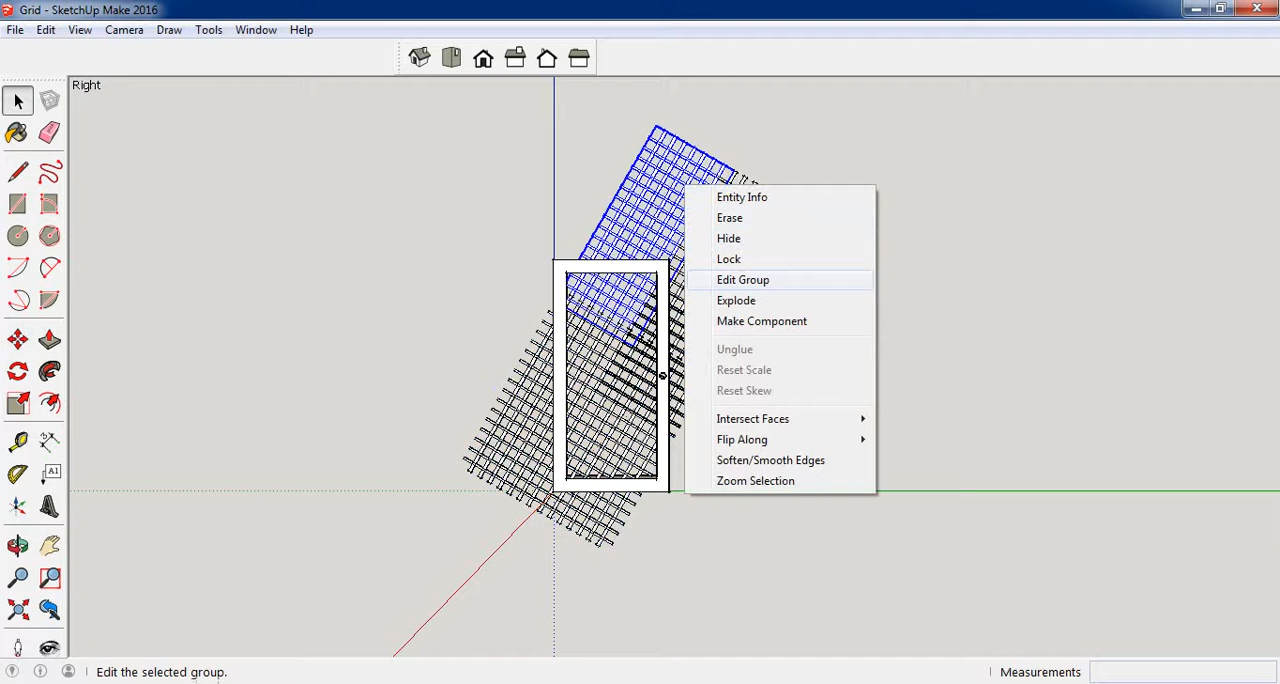 Grid - SketchUp Make 2016
File Edit View Camera Draw Tools Window Help
Right
Entity Info
Erase
Hide
Lock
Edit Group
Explode
Make Component
Unglue
Reset Scale
Reset Skew
Intersect Faces
Flip Along
Soften/Smooth Edges
Zoom Selection
A1
Edit the selected group.
Measurements